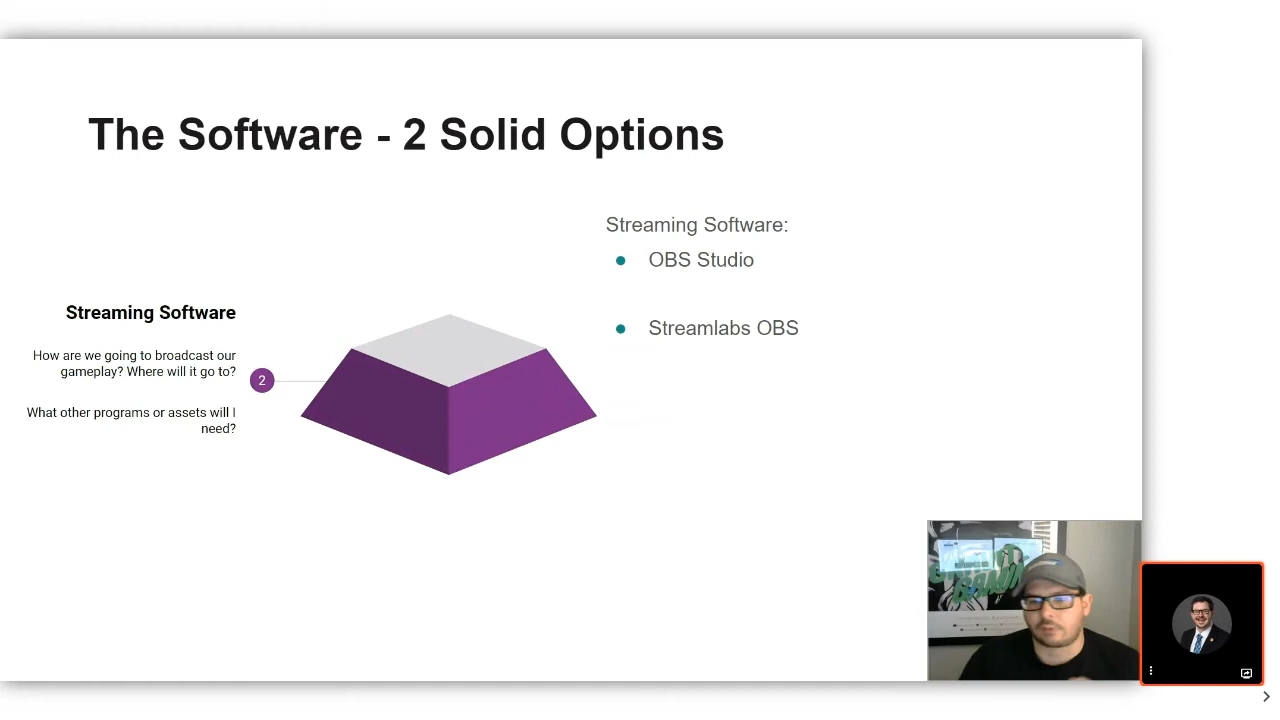 The Software - 2 Solid Options
Streaming Software:
OBS Studio
Streamlabs OBS
Streaming Software
How are we going to broadcast our
gameplay? Where will it go to?
2
What other programs or assets will I
need?